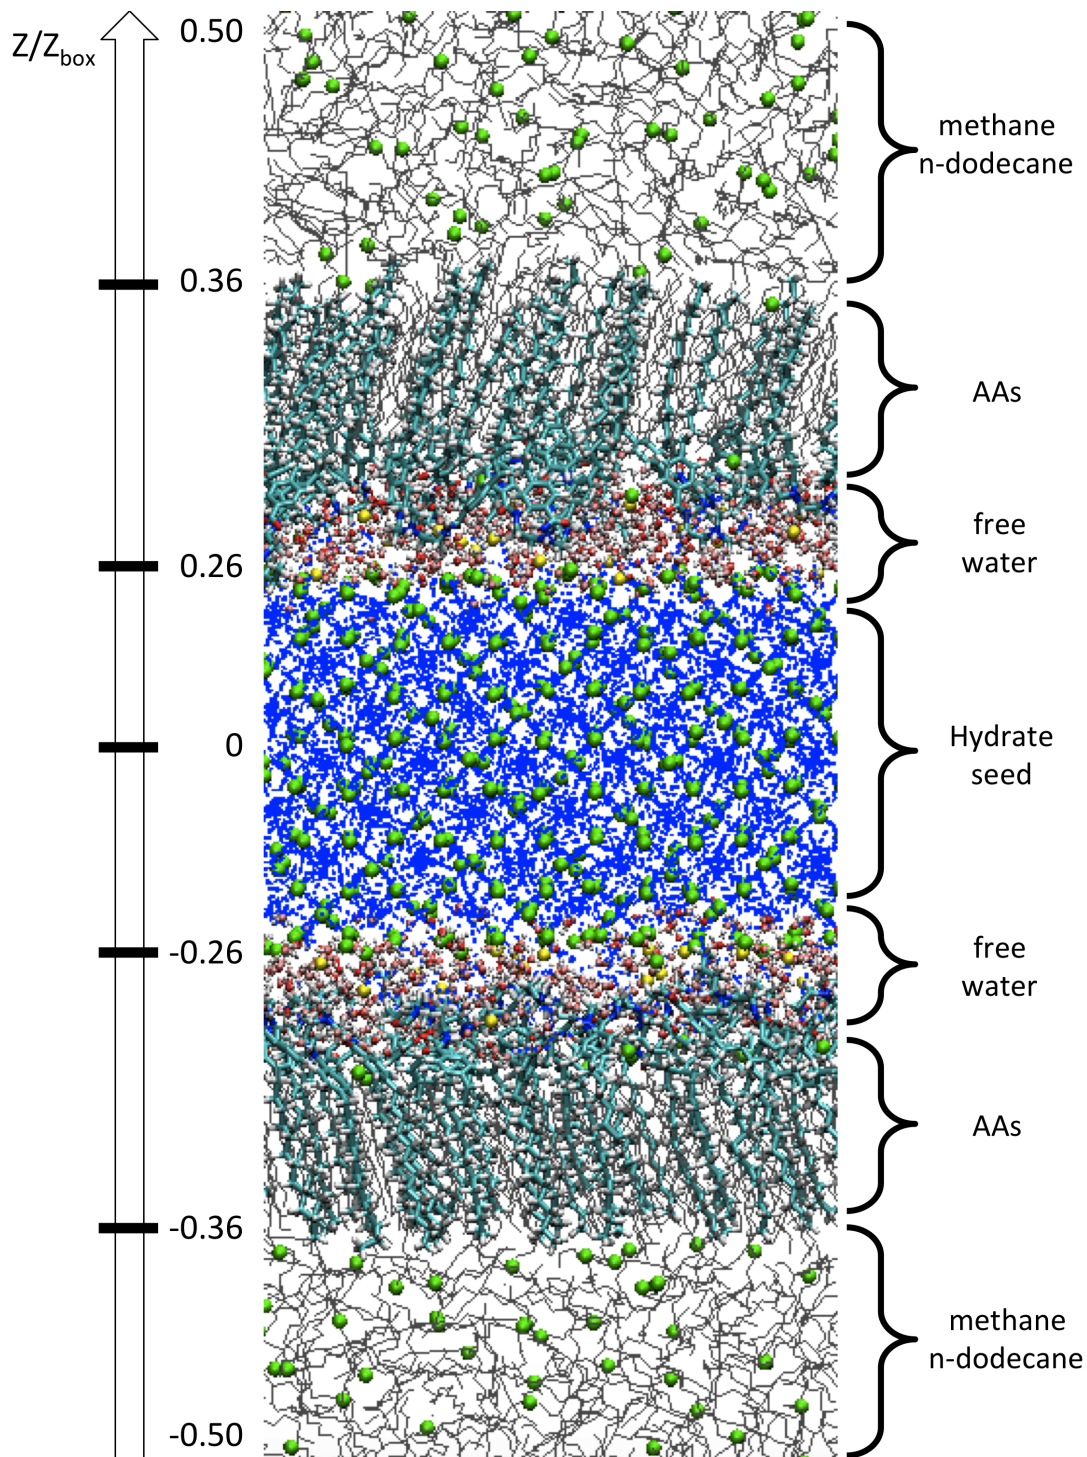 Z/Zbox
0.50
0.36
0.26
0
-0.26
-0.36
-0.50
methane
n-dodecane
AAs
free
water
Hydrate
seed
free
water
AAs
methane
n-dodecane